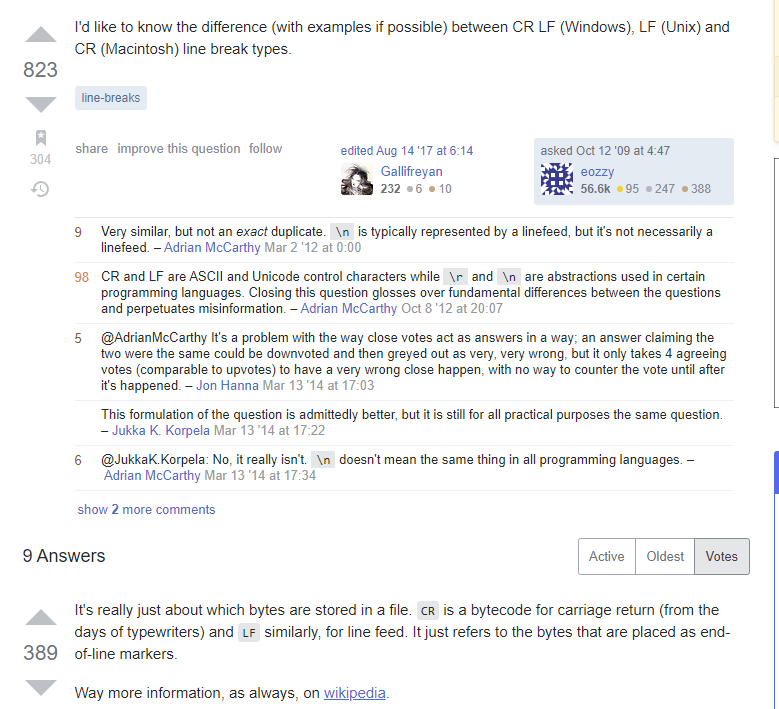 I'd like to know the difference (with examples if possible) between CR LF (Windows), LF (Unix) and
CR (Macintosh) line break types.
823
line-breaks
304
share improve this question follow
edited Aug 14 '17 at 6:14
Gallifreyan
232 6 10
asked Oct 12 '09 at 4:47
eozzy
56.6k 95 247 388
9 Very similar, but not an exact duplicate. \n is typically represented by a linefeed, but it's not necessarily a
linefeed. – Adrian McCarthy Mar 2 '12 at 0:00
98 CR and LF are ASCII and Unicode control characters while \r and \n are abstractions used in certain
programming languages. Closing this question glosses over fundamental differences between the questions
and perpetuates misinformation. – Adrian McCarthy Oct 8 '12 at 20:07
5 @AdrianMcCarthy It's a problem with the way close votes act as answers in a way; an answer claiming the
two were the same could be downvoted and then greyed out as very, very wrong, but it only takes 4 agreeing
votes (comparable to upvotes) to have a very wrong close happen, with no way to counter the vote until after
it's happened. – Jon Hanna Mar 13 '14 at 17:03
This formulation of the question is admittedly better, but it is still for all practical purposes the same question.
– Jukka K. Korpela Mar 13 '14 at 17:22
6 @JukkaK.Korpela: No, it really isn't. \n doesn't mean the same thing in all programming languages. –
Adrian McCarthy Mar 13 '14 at 17:34
show 2 more comments
9 Answers
Active Oldest Votes
It's really just about which bytes are stored in a file. CR is a bytecode for carriage return (from the
days of typewriters) and LF similarly, for line feed. It just refers to the bytes that are placed as end-
of-line markers.
389
Way more information, as always, on wikipedia.